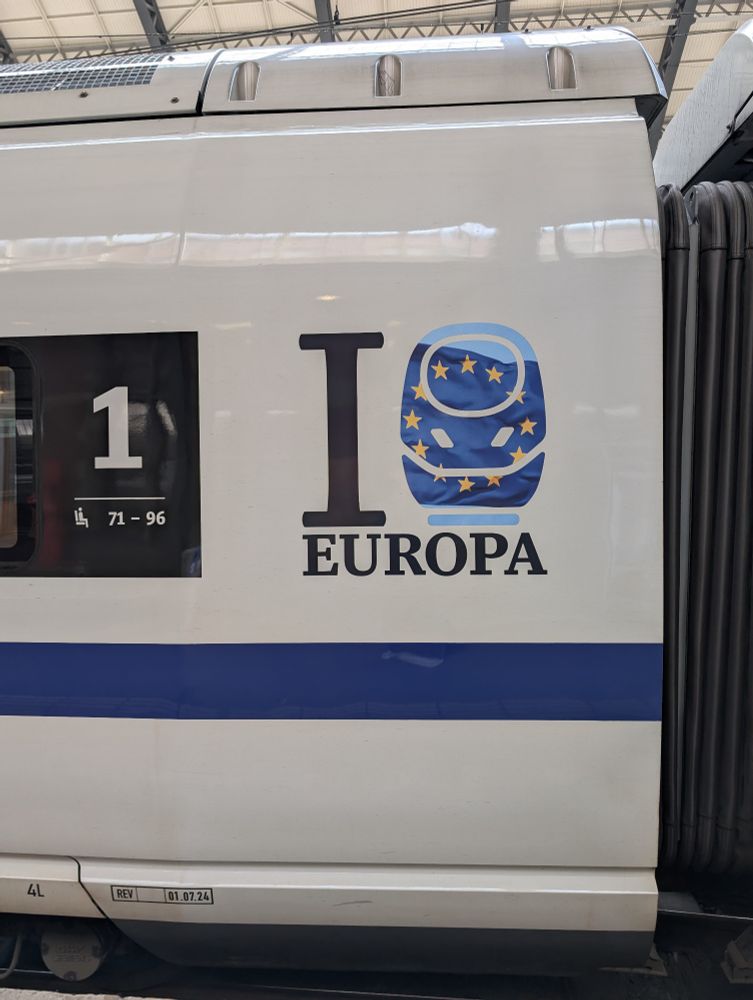 1
71 – 96
I
EUROPA
4L
REV 01.07.24